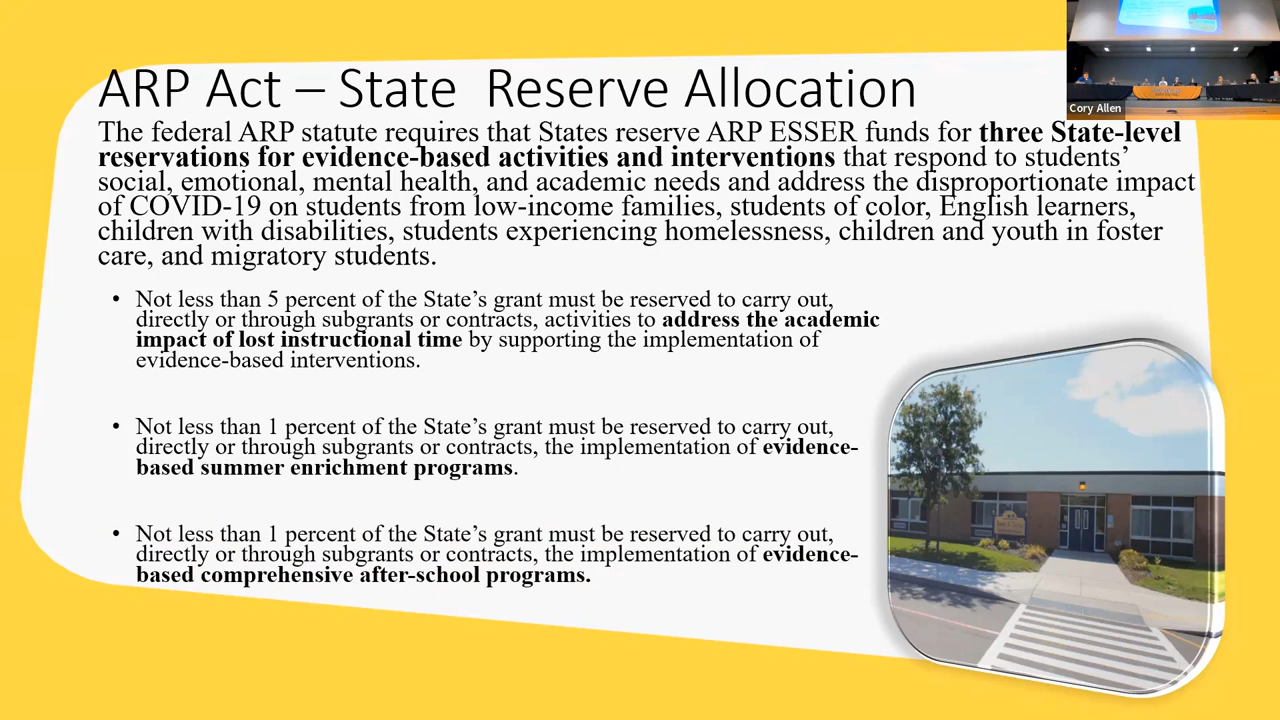 ARP Act – State  Reserve Allocation
Cory Allen
The federal ARP statute requires that States reserve ARP ESSER funds for three State-level
reservations for evidence-based activities and interventions that respond to students’
social, emotional, mental health, and academic needs and address the disproportionate impact
of COVID-19 on students from low-income families, students of color, English learners,
children with disabilities, students experiencing homelessness, children and youth in foster
care, and migratory students.
• Not less than 5 percent of the State’s grant must be reserved to carry out,
directly or through subgrants or contracts, activities to address the academic
impact of lost instructional time by supporting the implementation of
evidence-based interventions.
• Not less than 1 percent of the State’s grant must be reserved to carry out,
directly or through subgrants or contracts, the implementation of evidence-
based summer enrichment programs.
• Not less than 1 percent of the State’s grant must be reserved to carry out,
directly or through subgrants or contracts, the implementation of evidence-
based comprehensive after-school programs.